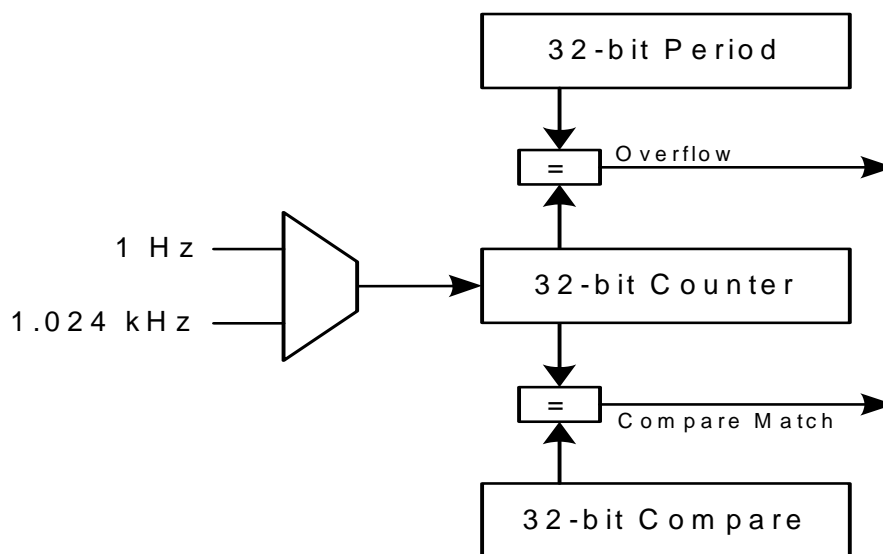 32-bit Period
=
Overflow
1 Hz
32-bit Counter
1.024 kHz
=
Compare Match
32-bit Compare